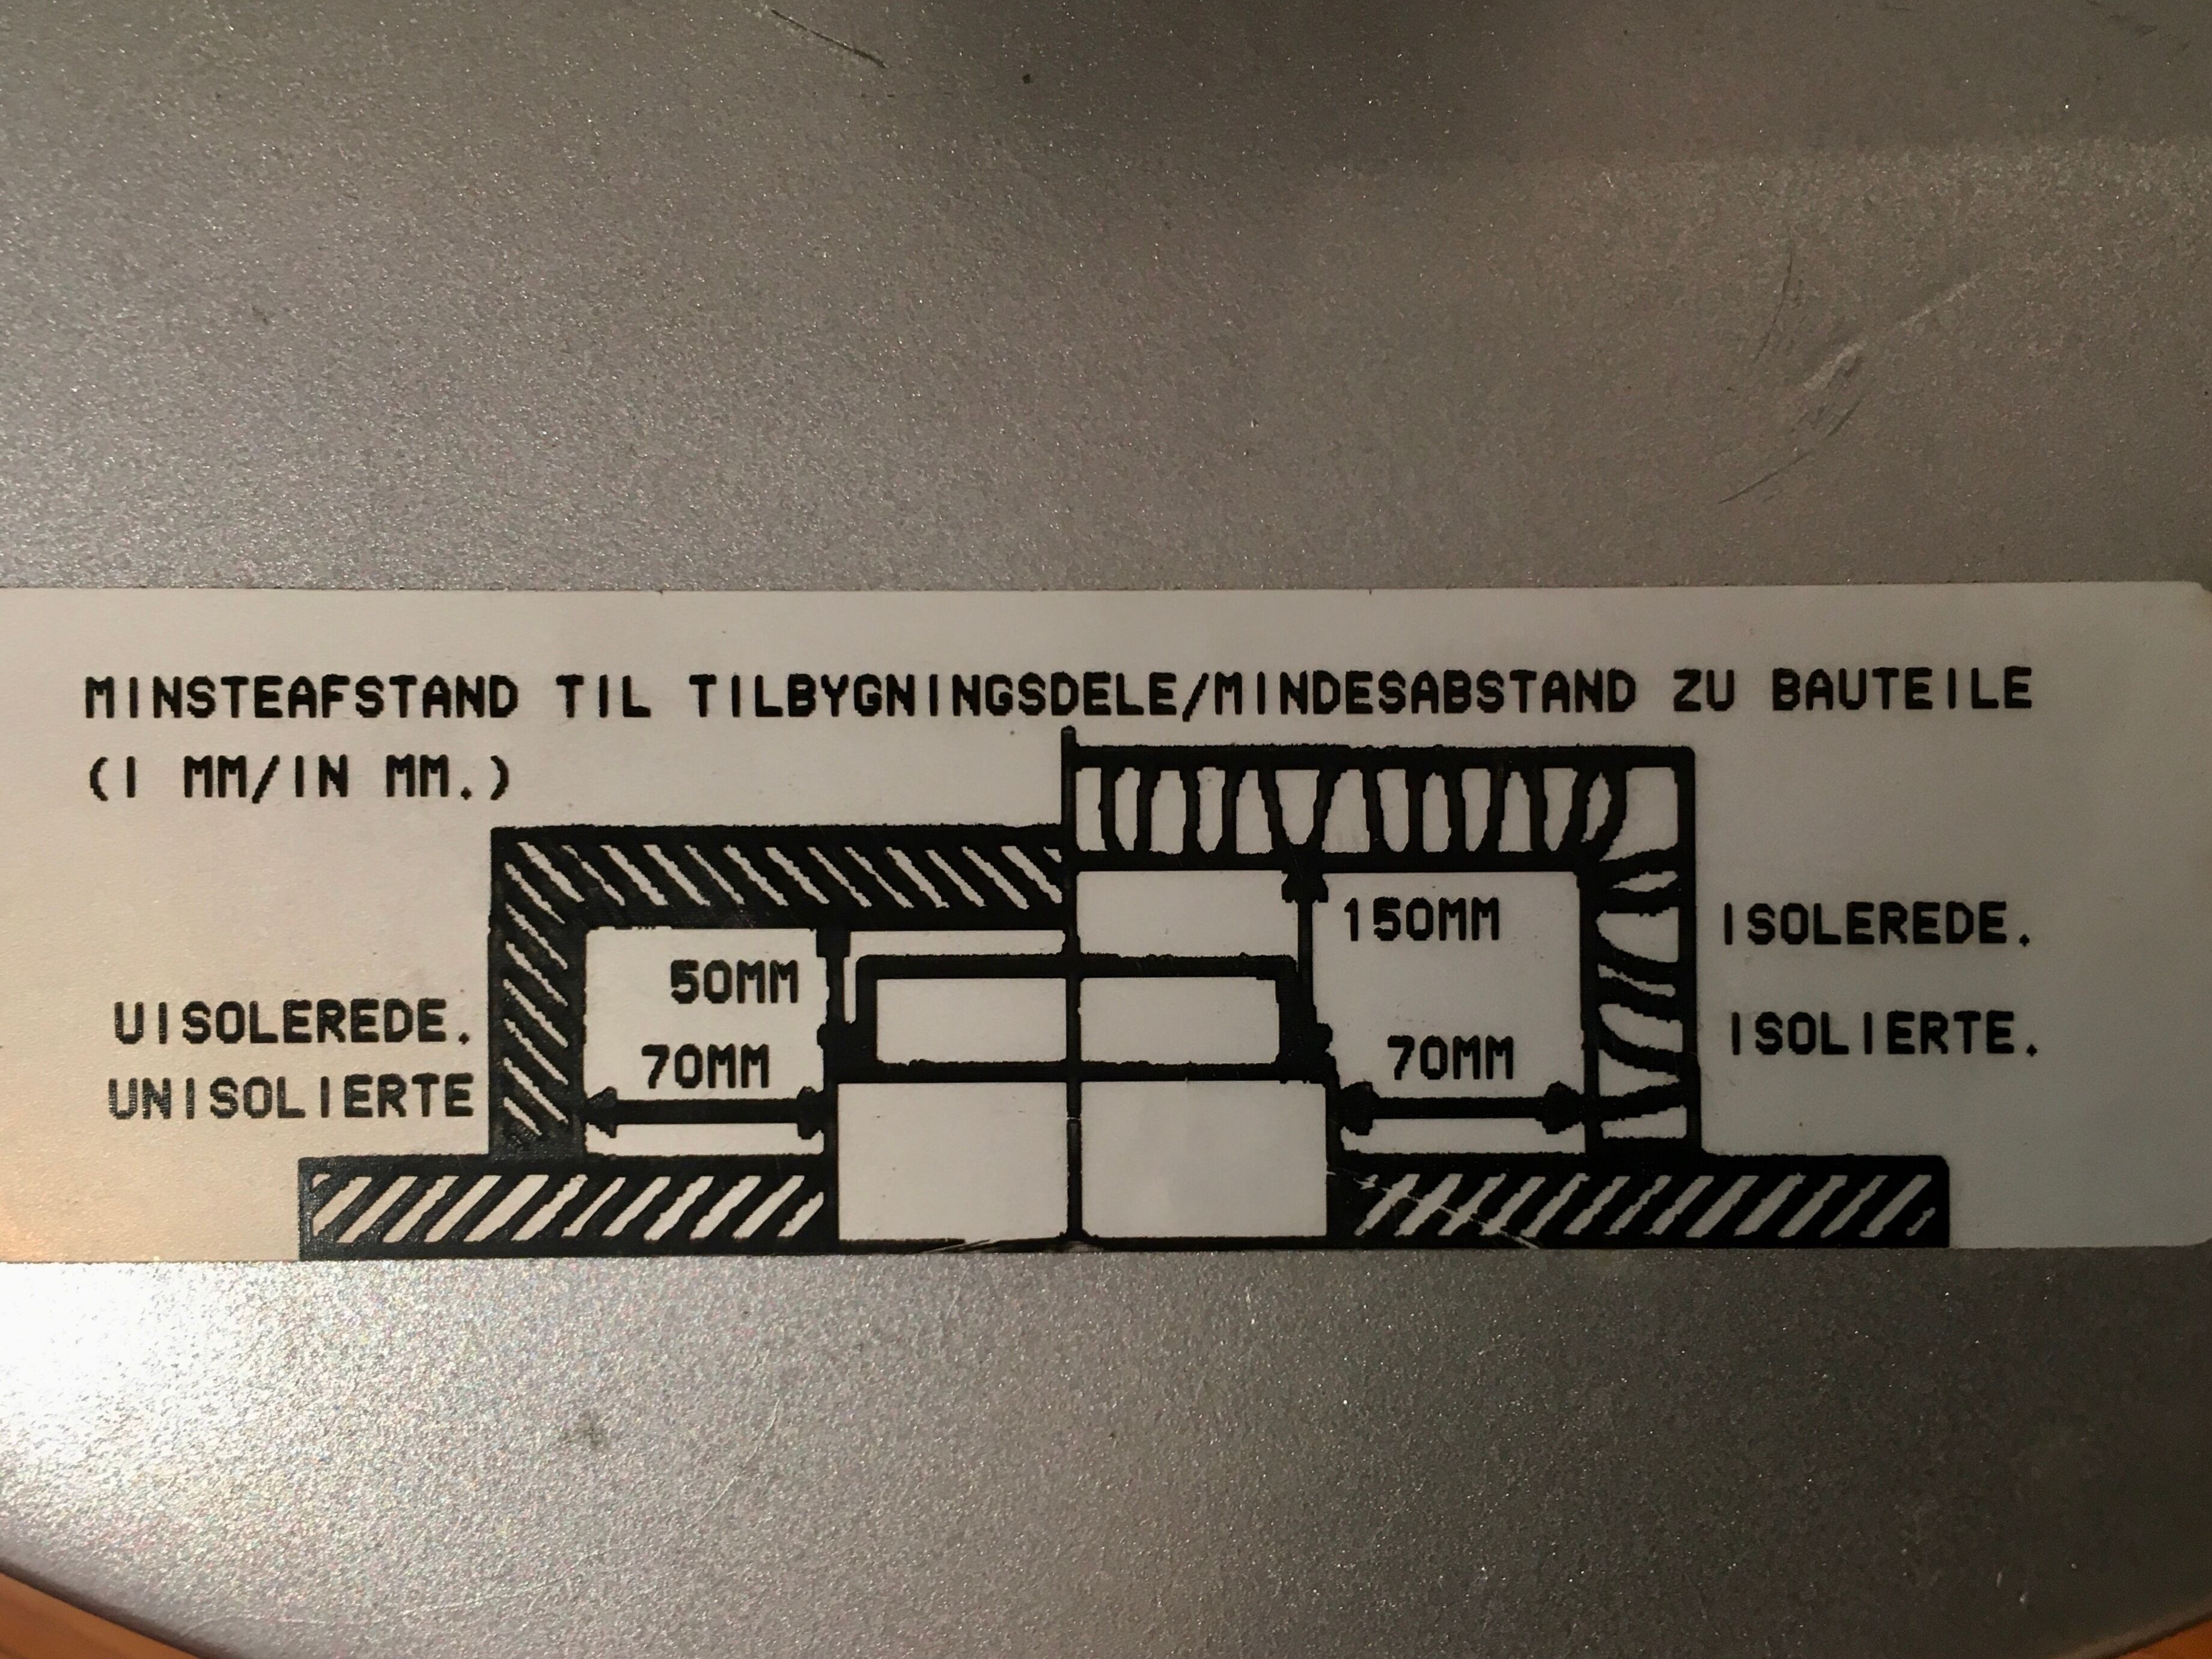 MINSTEAFSTAND TIL TILBYGNINGSDELE/MINDESABSTAND ZU BAUTEILE
(I MM/IN MM.)
150MM
ISOLEREDE.
50MM
UISOLEREDE.
ISOLIERTE.
70MM
70MM
UNISOLIERTE